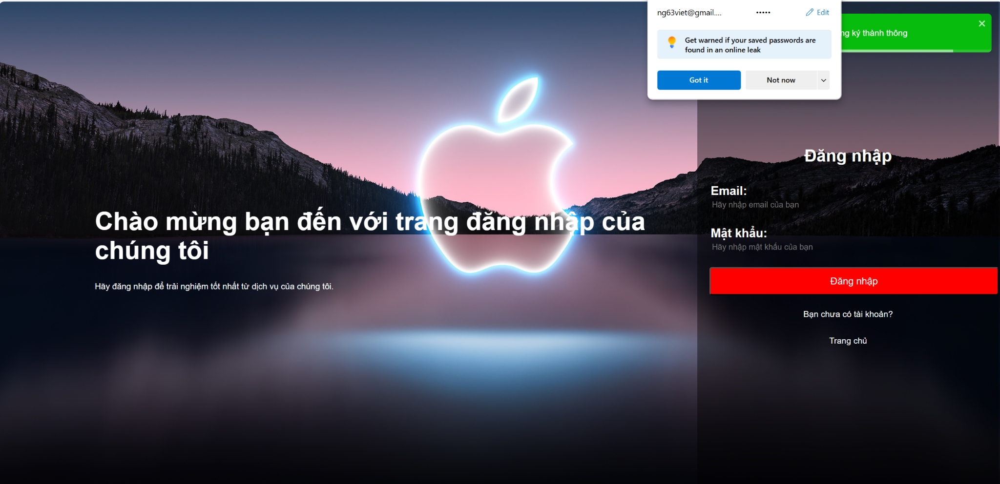 ng63viet@gmail.... ••••• Edit
Get warned if your saved passwords are
found in an online leak
Got it Not now
ng ký thành thông
Đăng nhập
Email:
Hãy nhập email của bạn
Mật khẩu:
Hãy nhập mật khẩu của bạn
Đăng nhập
Bạn chưa có tài khoản?
Trang chủ
Chào mừng bạn đến với trang đăng nhập của
chúng tôi
Hãy đăng nhập để trải nghiệm tốt nhất từ dịch vụ của chúng tôi.